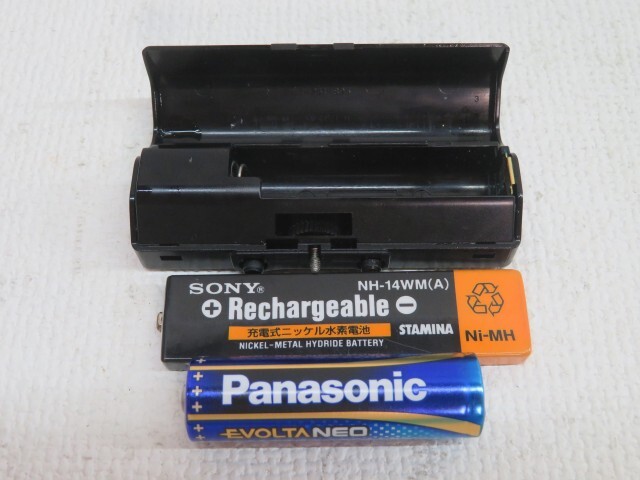 SONY® NH-14WM(A)
+ Rechargeable -
充電式ニッケル水素電池 STAMINA
NICKEL-METAL HYDRIDE BATTERY Ni-MH
Panasonic
EVOLTA NEO